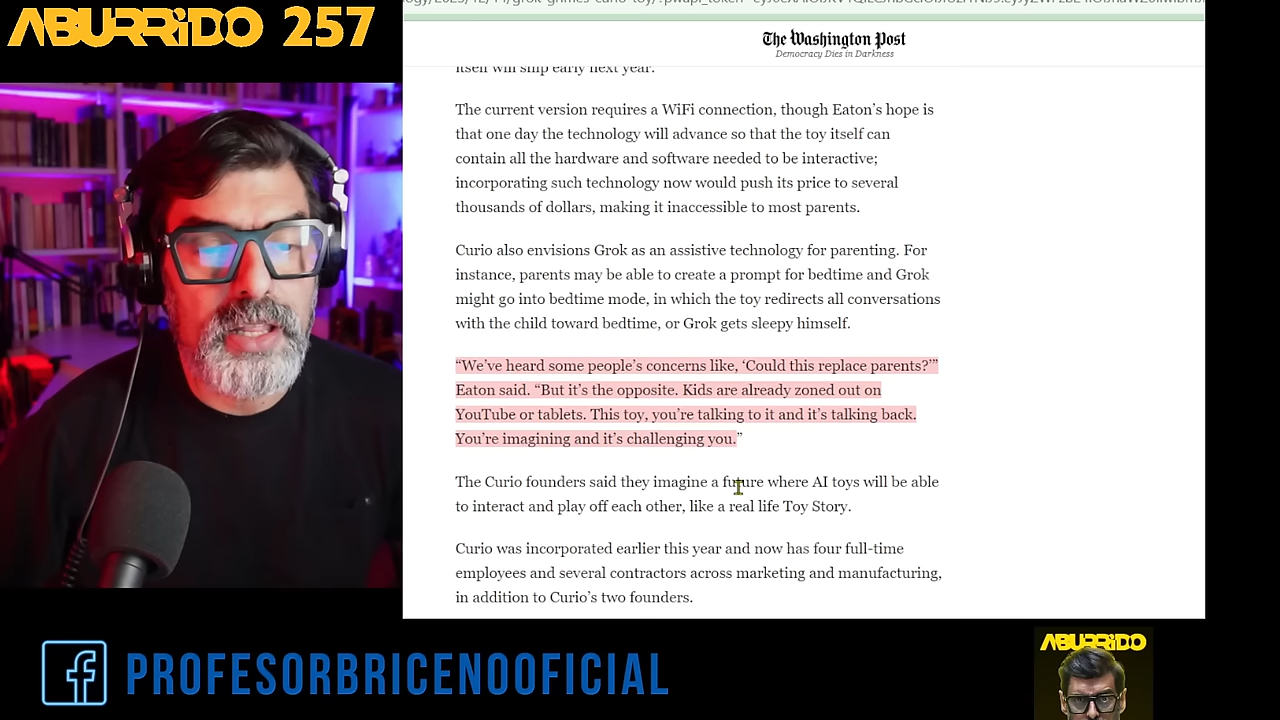 ABURRiDO 257
The Washington Post
Democracy Dies in Darkness
itself will ship early next year.
The current version requires a WiFi connection, though Eaton’s hope is
that one day the technology will advance so that the toy itself can
contain all the hardware and software needed to be interactive;
incorporating such technology now would push its price to several
thousands of dollars, making it inaccessible to most parents.
Curio also envisions Grok as an assistive technology for parenting. For
instance, parents may be able to create a prompt for bedtime and Grok
might go into bedtime mode, in which the toy redirects all conversations
with the child toward bedtime, or Grok gets sleepy himself.
“We’ve heard some people’s concerns like, ‘Could this replace parents?’”
Eaton said. “But it’s the opposite. Kids are already zoned out on
YouTube or tablets. This toy, you’re talking to it and it’s talking back.
You’re imagining and it’s challenging you.”
The Curio founders said they imagine a future where AI toys will be able
to interact and play off each other, like a real life Toy Story.
Curio was incorporated earlier this year and now has four full-time
employees and several contractors across marketing and manufacturing,
in addition to Curio’s two founders.
PROFESORBRICENOOFICIAL
ABURRiDO